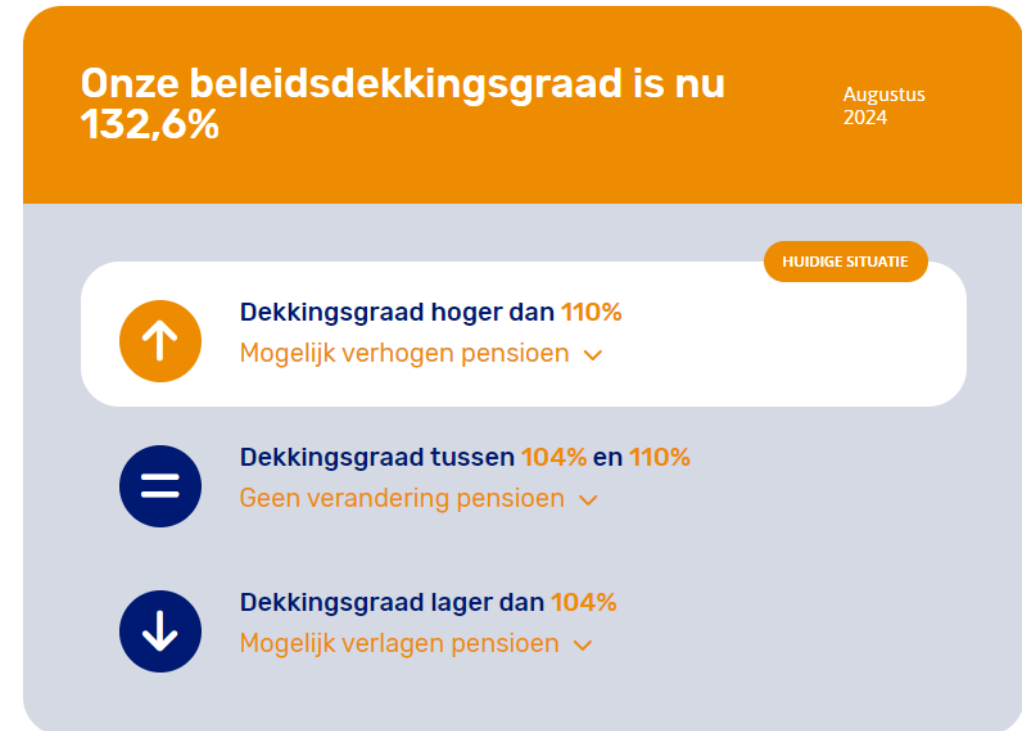 Onze beleidsdekkingsgraad is nu
132,6%
Augustus
2024
HUIDIGE SITUATIE
Dekkingsgraad hoger dan 110%
Mogelijk verhogen pensioen
Dekkingsgraad tussen 104% en 110%
Geen verandering pensioen
Dekkingsgraad lager dan 104%
Mogelijk verlagen pensioen